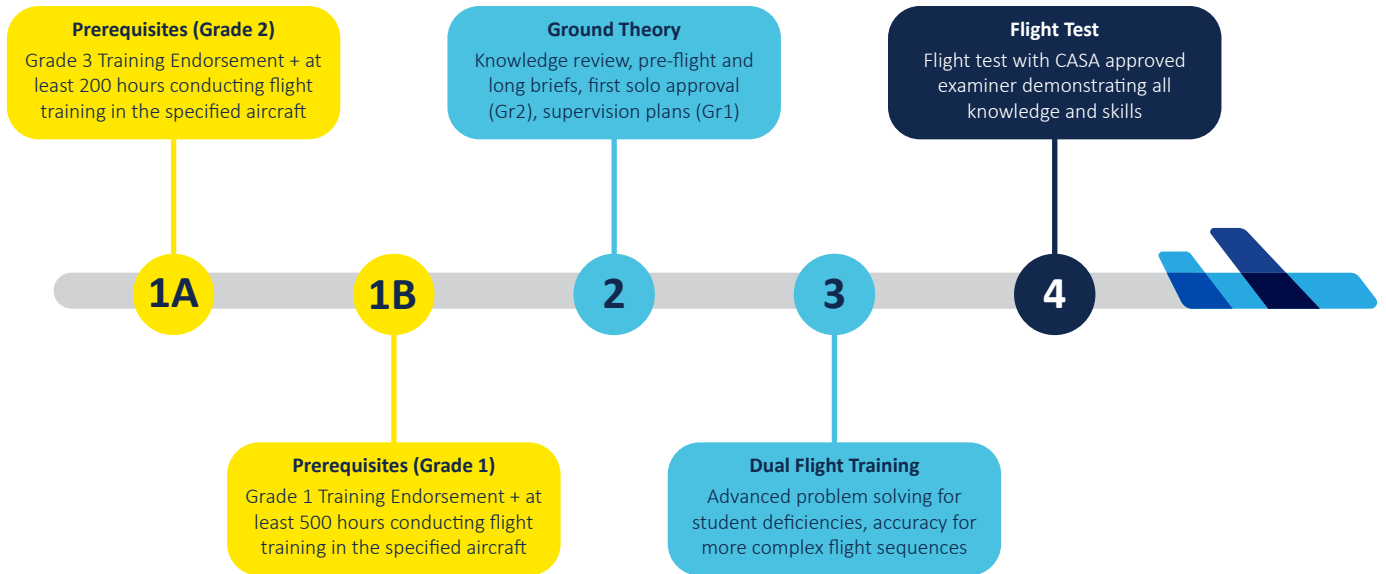 Prerequisites (Grade 2)
Grade 3 Training Endorsement + at
least 200 hours conducting flight
training in the specified aircraft
Ground Theory
Knowledge review, pre-flight and
long briefs, first solo approval
(Gr2), supervision plans (Gr1)
Flight Test
Flight test with CASA approved
examiner demonstrating all
knowledge and skills
1A
1B
2
3
4
Prerequisites (Grade 1)
Grade 1 Training Endorsement + at
least 500 hours conducting flight
training in the specified aircraft
Dual Flight Training
Advanced problem solving for
student deficiencies, accuracy for
more complex flight sequences